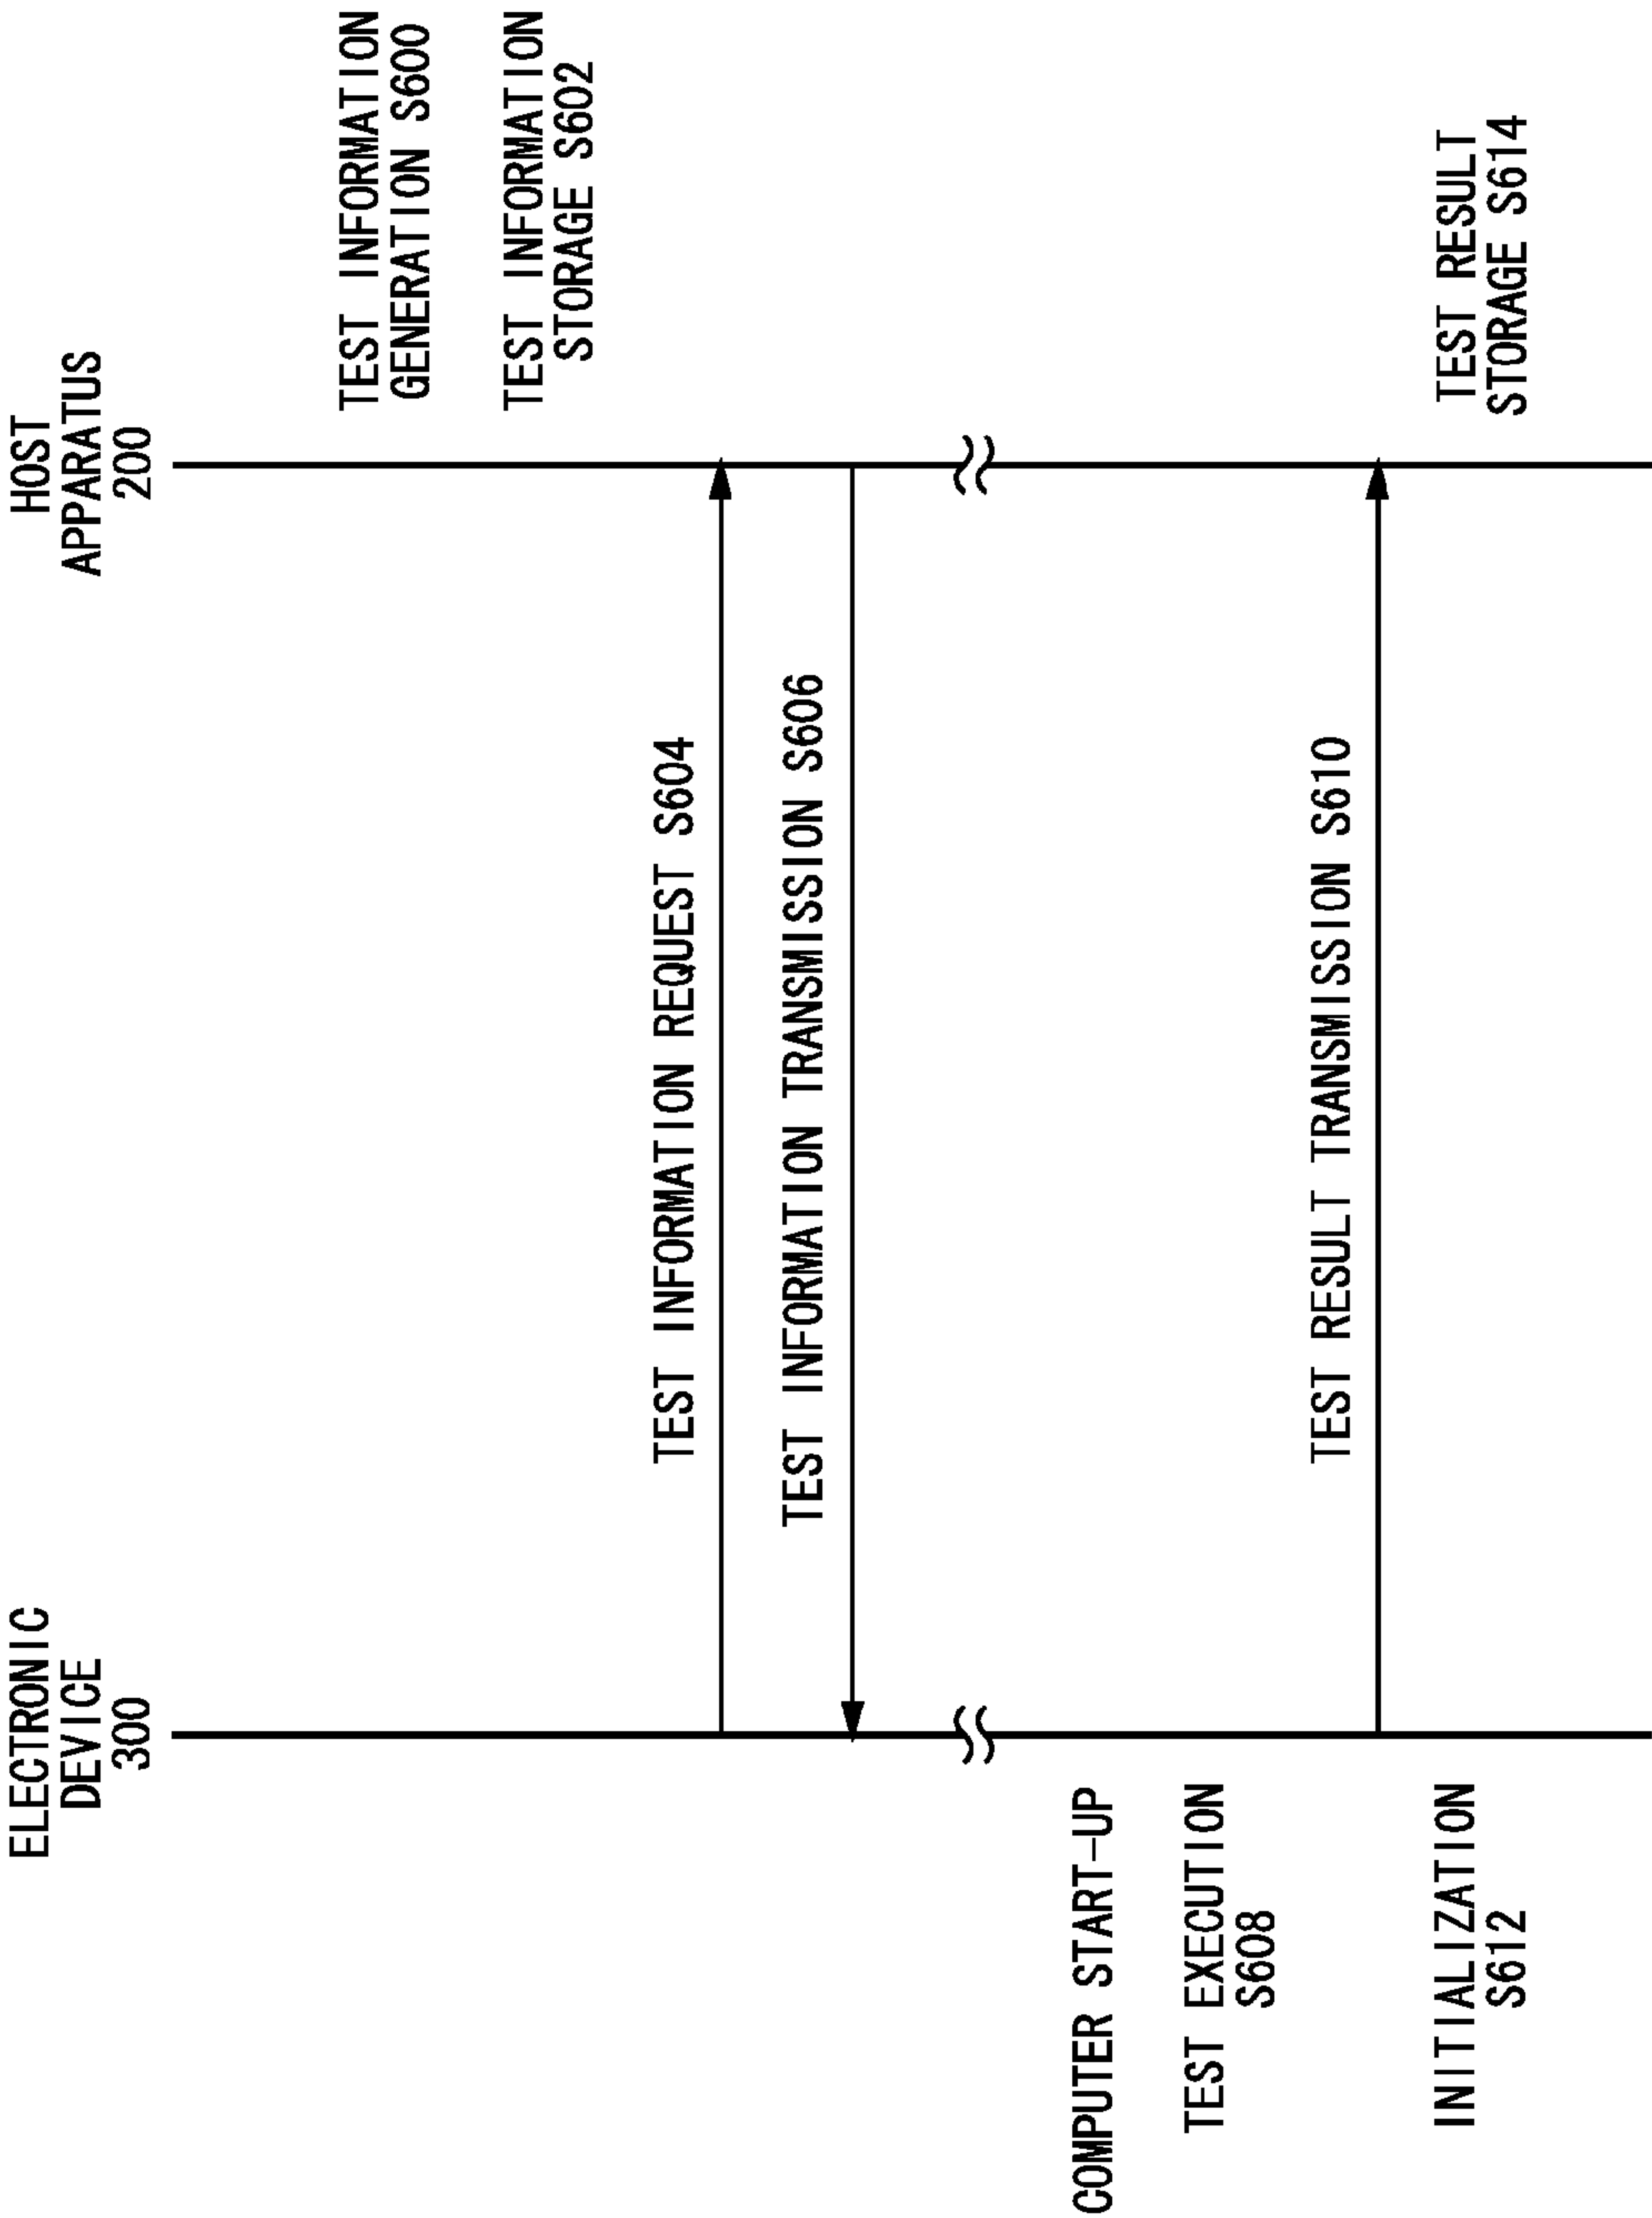 ELECTRONIC
DEVICE
300
HOST
APPARATUS
200
TEST INFORMATION
GENERATION S600
TEST INFORMATION
STORAGE S602
TEST INFORMATION REQUEST S604
TEST INFORMATION TRANSMISSION S606
COMPUTER START-UP
TEST EXECUTION
S608
TEST RESULT TRANSMISSION S610
INITIALIZATION
S612
TEST RESULT
STORAGE S614